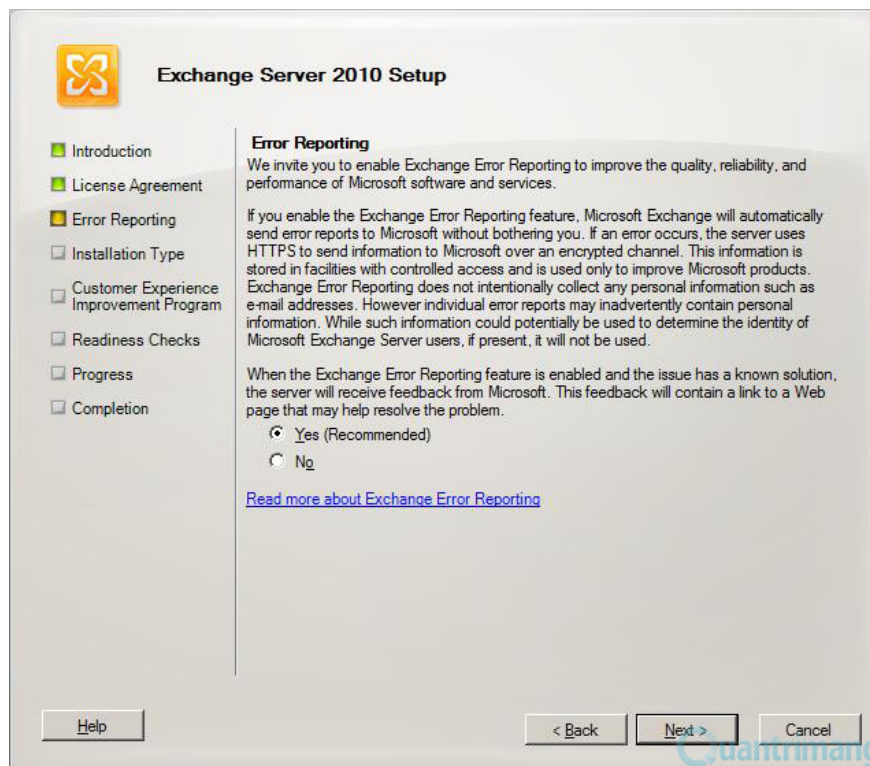 Exchange Server 2010 Setup
Introduction
License Agreement
Error Reporting
Installation Type
Customer Experience
Improvement Program
Readiness Checks
Progress
Completion
Error Reporting
We invite you to enable Exchange Error Reporting to improve the quality, reliability, and
performance of Microsoft software and services.
If you enable the Exchange Error Reporting feature, Microsoft Exchange will automatically
send error reports to Microsoft without bothering you. If an error occurs, the server uses
HTTPS to send information to Microsoft over an encrypted channel. This information is
stored in facilities with controlled access and is used only to improve Microsoft products.
Exchange Error Reporting does not intentionally collect any personal information such as
e-mail addresses. However individual error reports may inadvertently contain personal
information. While such information could potentially be used to determine the identity of
Microsoft Exchange Server users, if present, it will not be used.
When the Exchange Error Reporting feature is enabled and the issue has a known solution,
the server will receive feedback from Microsoft. This feedback will contain a link to a Web
page that may help resolve the problem.
Yes (Recommended)
No
Read more about Exchange Error Reporting
Help
< Back
Next >
Cancel
Quantrimang